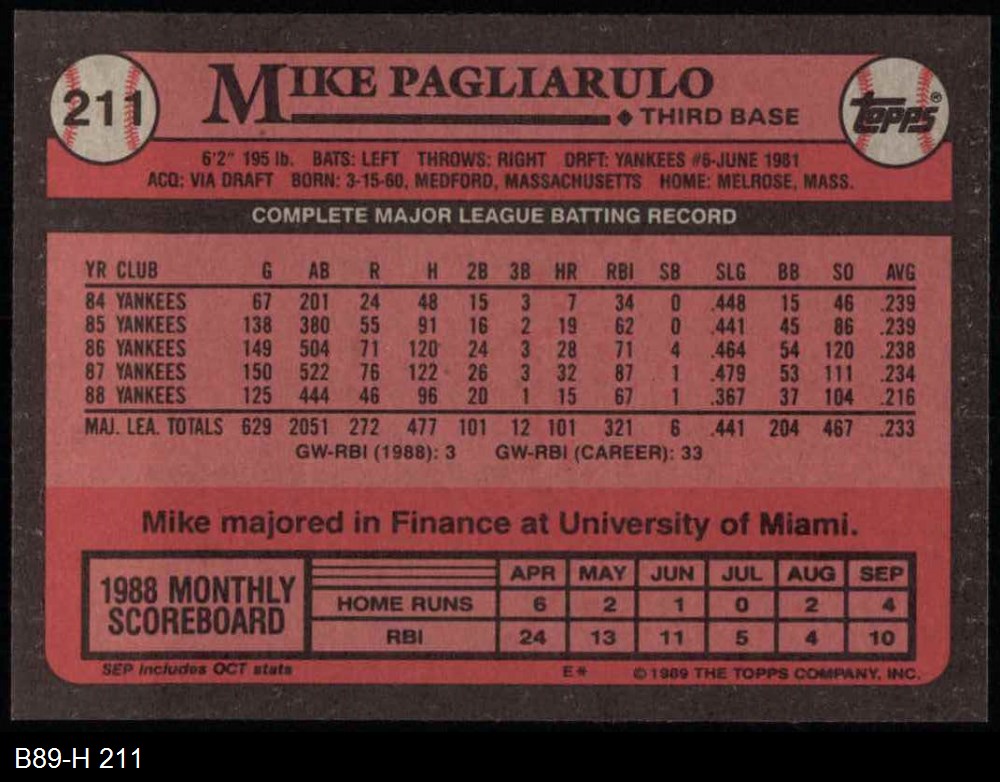 211 MIKE PAGLIARULO topps®
◆ THIRD BASE
6'2" 195 lb. BATS: LEFT THROWS: RIGHT DRFT: YANKEES #6-JUNE 1981
ACQ: VIA DRAFT BORN: 3-15-60, MEDFORD, MASSACHUSETTS HOME: MELROSE, MASS.
COMPLETE MAJOR LEAGUE BATTING RECORD
YR CLUB G AB R H 2B 3B HR RBI SB SLG BB SO AVG
84 YANKEES 67 201 24 48 15 3 7 34 0 .448 15 46 .239
85 YANKEES 138 380 55 91 16 2 19 62 0 .441 45 86 .239
86 YANKEES 149 504 71 120 24 3 28 71 4 .464 54 120 .238
87 YANKEES 150 522 76 122 26 3 32 87 1 .479 53 111 .234
88 YANKEES 125 444 46 96 20 1 15 67 1 .367 37 104 .216
MAJ. LEA. TOTALS 629 2051 272 477 101 12 101 321 6 .441 204 467 .233
GW-RBI (1988): 3 GW-RBI (CAREER): 33
Mike majored in Finance at University of Miami.
1988 MONTHLY SCOREBOARD
APR MAY JUN JUL AUG SEP
HOME RUNS 6 2 1 0 2 4
RBI 24 13 11 5 4 10
SEP includes OCT stats E* © 1989 THE TOPPS COMPANY, INC.
B89-H 211